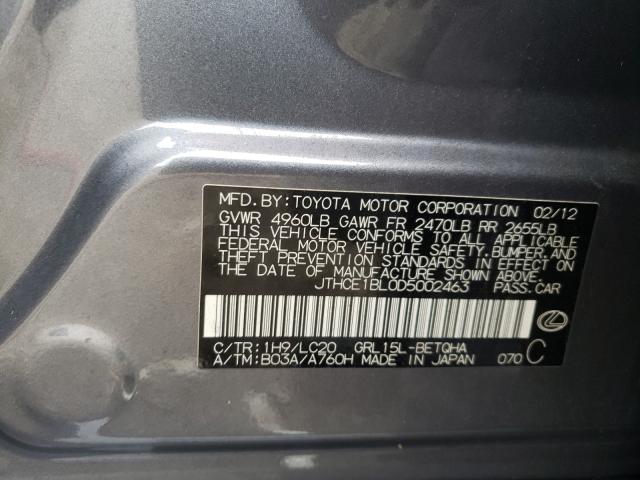 MFD.BY:TOYOTA MOTOR CORPORATION 02/12
GVWR 4960LB GAWR FR 2470LB RR 2655LB
THIS VEHICLE CONFORMS TO ALL APPLICABLE
FEDERAL MOTOR VEHICLE SAFETY,BUMPER,AND
THEFT PREVENTION STANDARDS IN EFFECT ON
THE DATE OF MANUFACTURE SHOWN ABOVE.
JTHCE1BL0D5002463 PASS.CAR
C/TR:1H9/LC20 GRL15L-BETQHA
A/TM:B03A/A760H MADE IN JAPAN 070 C